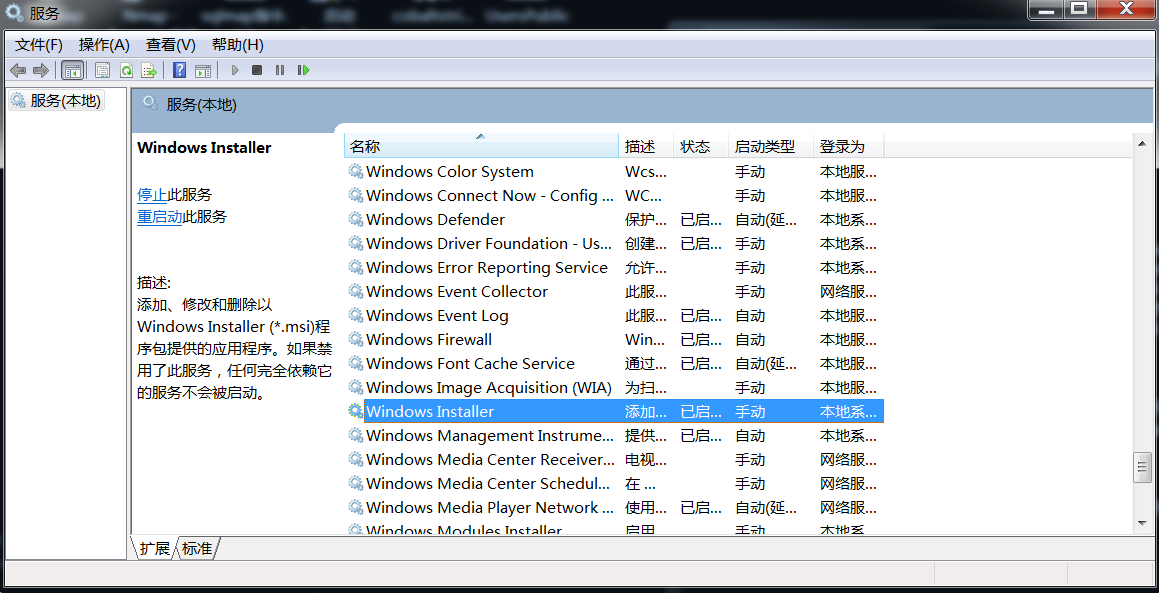 服务
文件(F) 操作(A) 查看(V) 帮助(H)
服务(本地)
服务(本地)
Windows Installer
停止此服务
重启动此服务
描述:
添加、修改和删除以
Windows Installer (*.msi)程
序包提供的应用程序。如果禁
用了此服务，任何完全依赖它
的服务不会被启动。
名称 描述 状态 启动类型 登录为
Windows Color System Wcs... 手动 本地服...
Windows Connect Now - Config ... WC... 手动 本地服...
Windows Defender 保护... 已启... 自动(延... 本地系...
Windows Driver Foundation - Us... 创建... 已启... 手动 本地系...
Windows Error Reporting Service 允许... 手动 本地系...
Windows Event Collector 此服... 手动 网络服...
Windows Event Log 此服... 已启... 自动 本地服...
Windows Firewall Win... 已启... 自动 本地服...
Windows Font Cache Service 通过... 已启... 自动(延... 本地服...
Windows Image Acquisition (WIA) 为扫... 手动 本地服...
Windows Installer 添加... 已启... 手动 本地系...
Windows Management Instrume... 提供... 已启... 自动 本地系...
Windows Media Center Receiver... 电视... 手动 网络服...
Windows Media Center Schedul... 在 ... 手动 网络服...
Windows Media Player Network ... 使用... 已启... 自动(延... 网络服...
Windows Modules Installer 启用... 手动 本地系...
扩展 标准